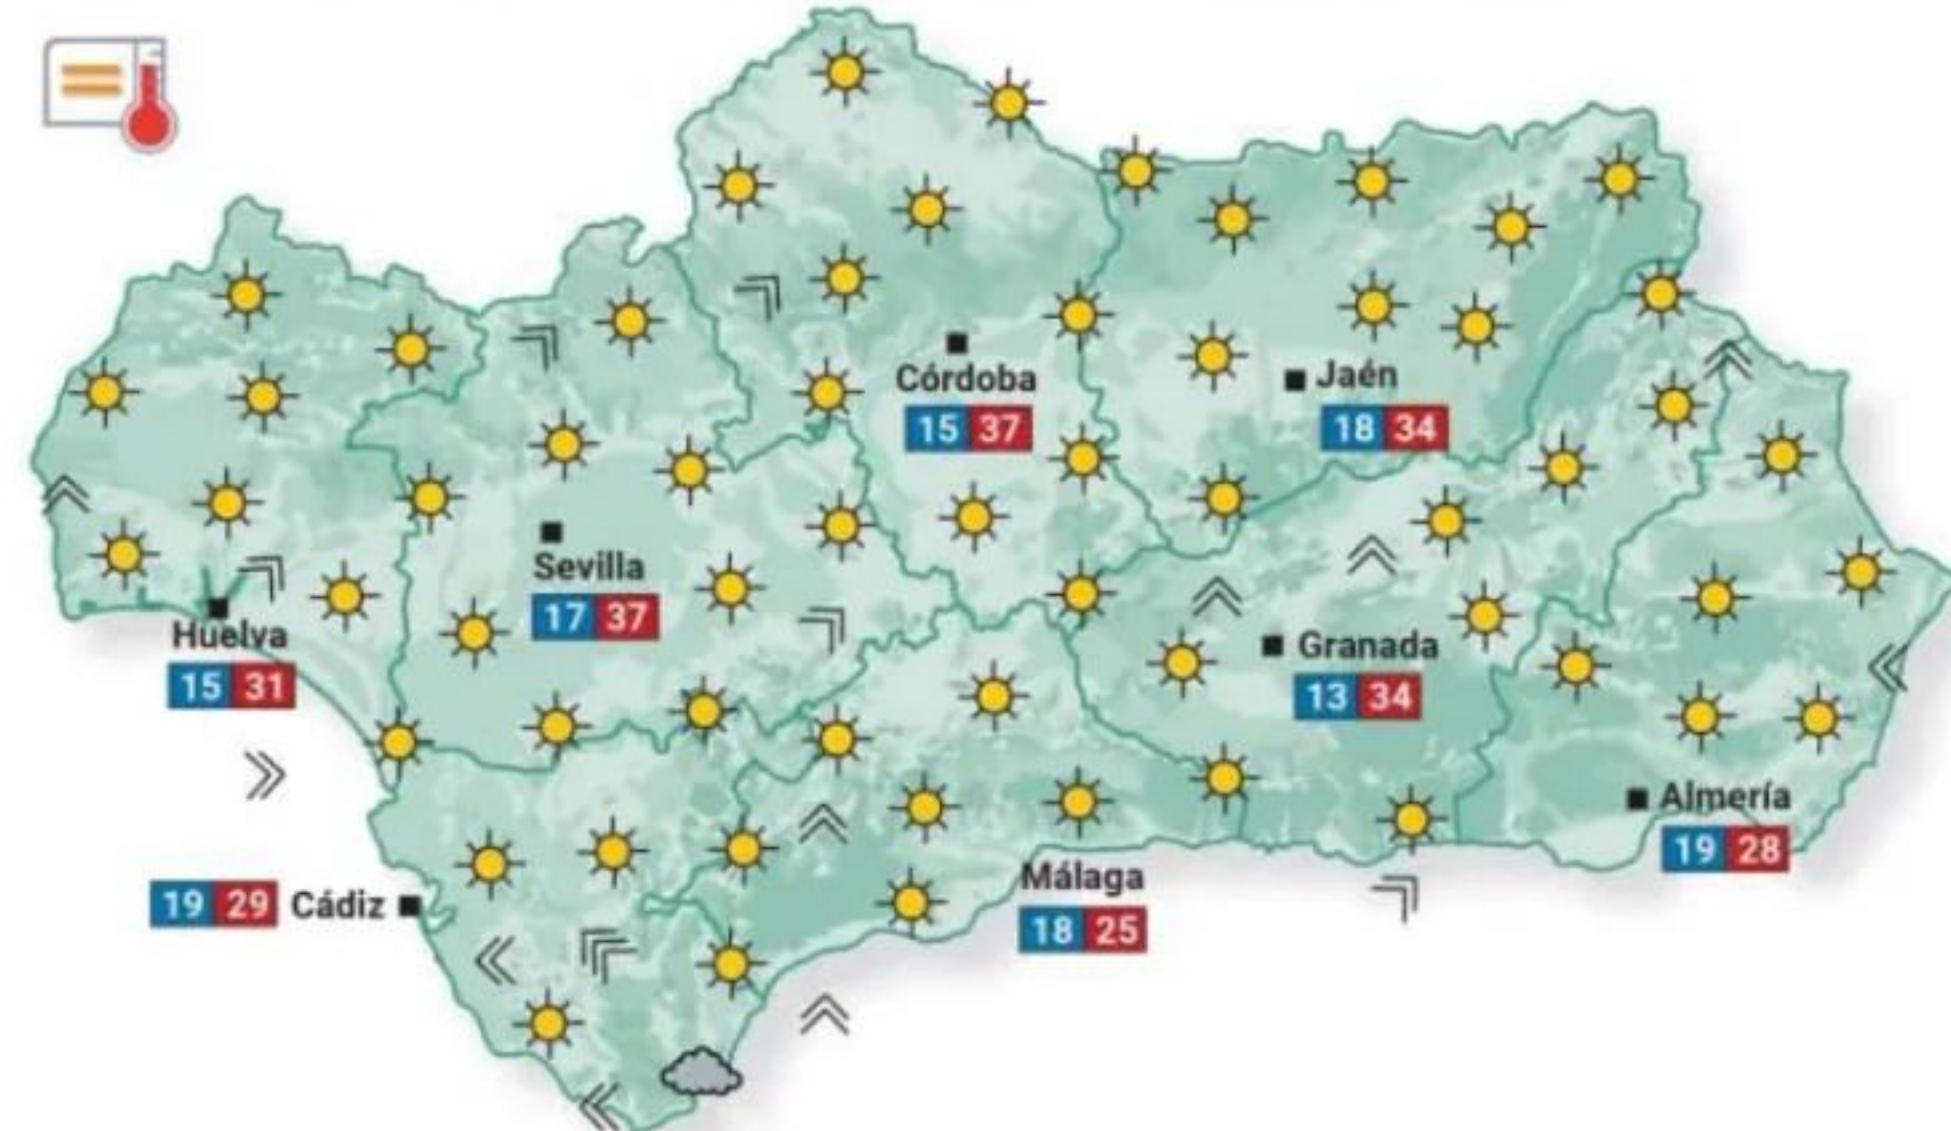 Córdoba
15 37
Jaén
18 34
Sevilla
17 37
Huelva
15 31
Granada
13 34
Almería
19 28
19 29 Cádiz
Málaga
18 25